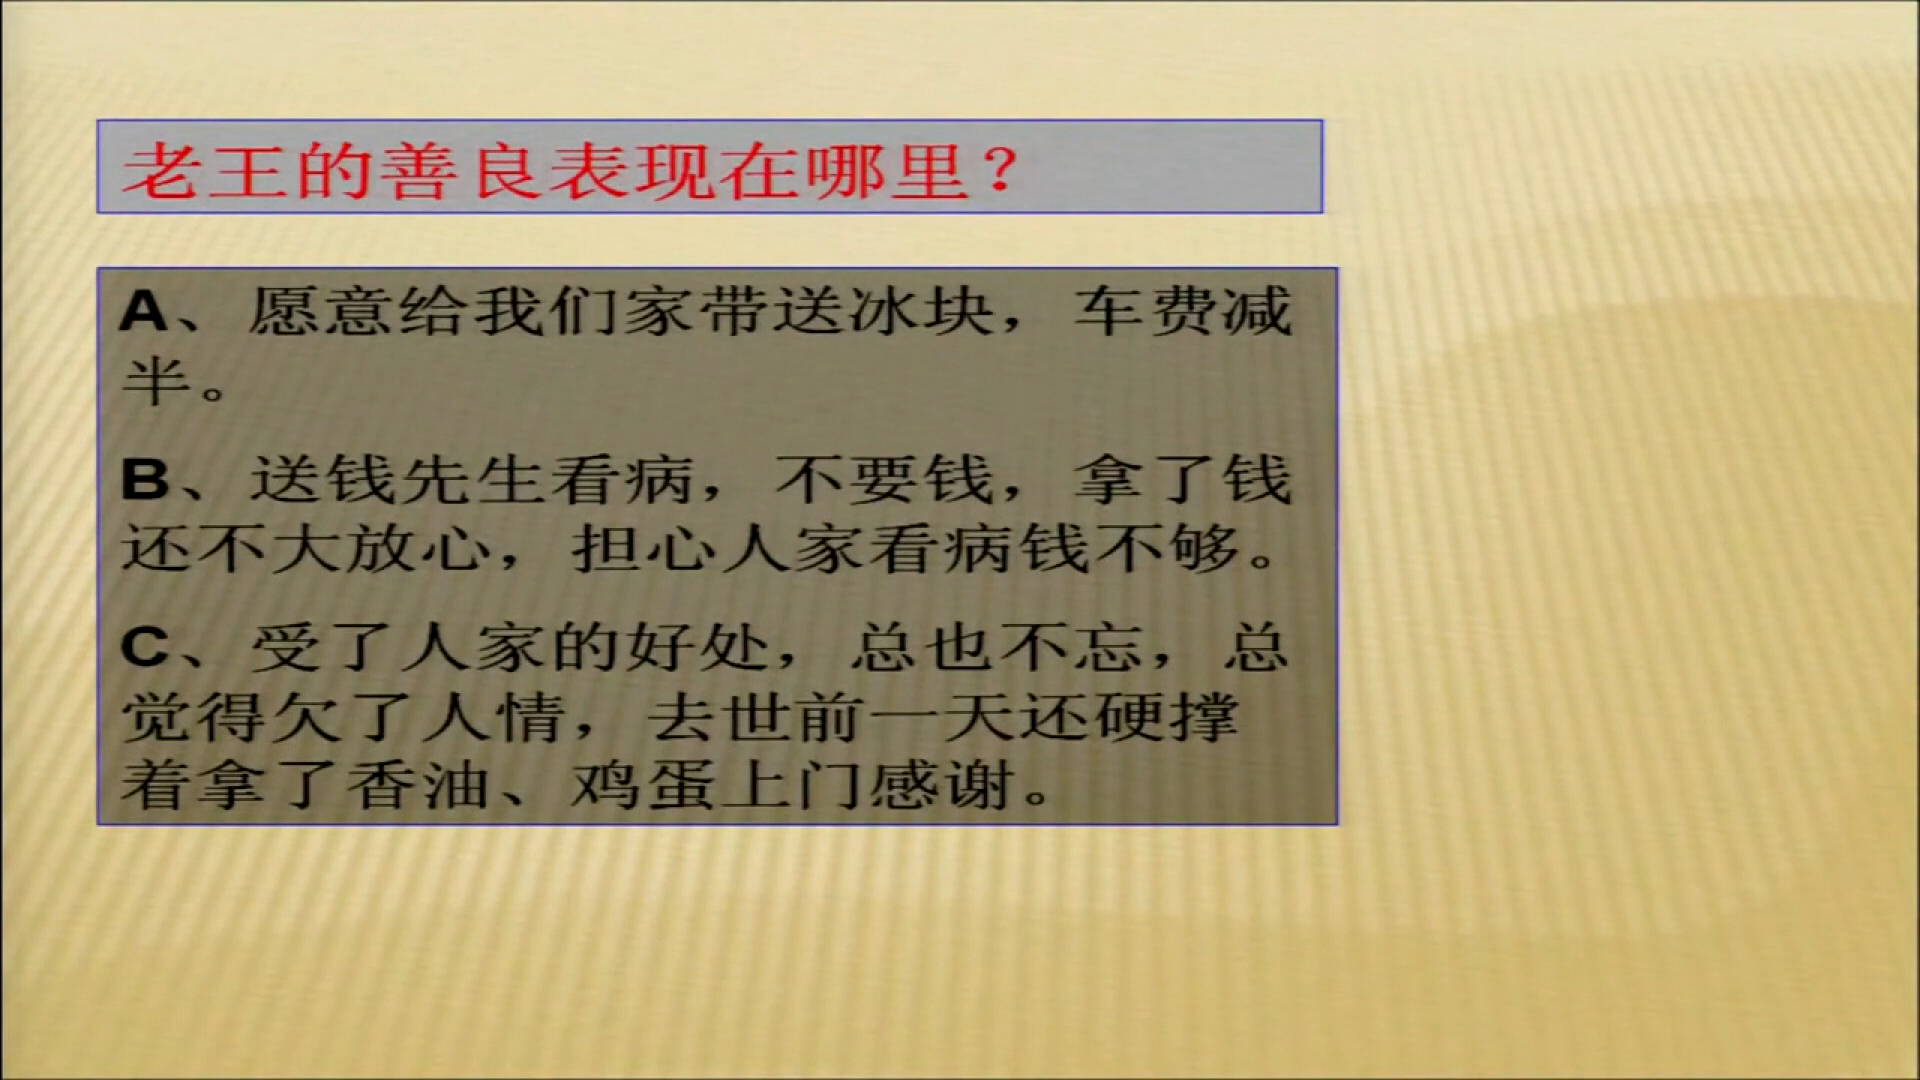 老王的善良表现在哪里？
A、愿意给我们家带送冰块，车费减
半。
B、送钱先生看病，不要钱，拿了钱
还不大放心，担心人家看病钱不够。
C、受了人家的好处，总也不忘，总
觉得欠了人情，去世前一天还硬撑
着拿了香油、鸡蛋上门感谢。